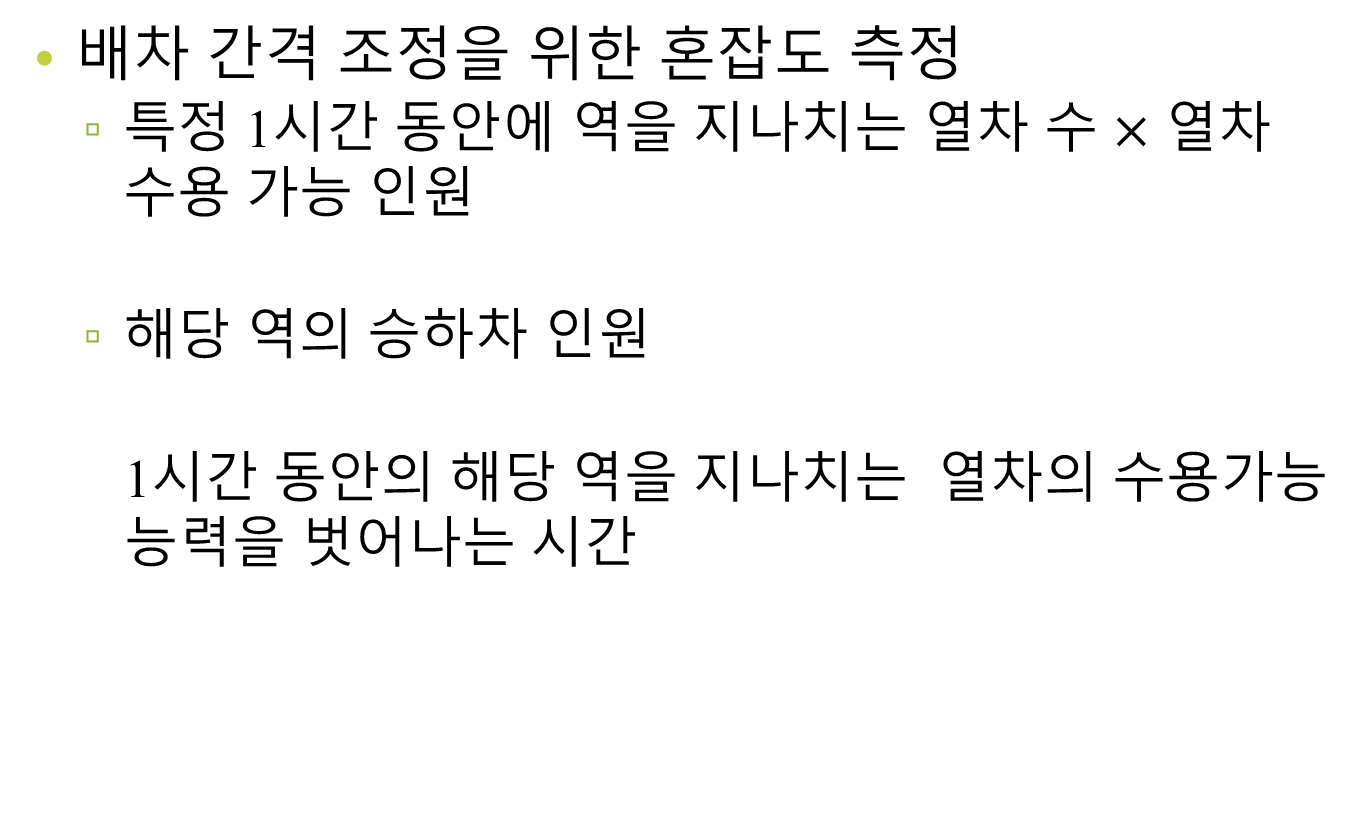 • 배차 간격 조정을 위한 혼잡도 측정
▫ 특정 1시간 동안에 역을 지나치는 열차 수 × 열차
수용 가능 인원
▫ 해당 역의 승하차 인원
1시간 동안의 해당 역을 지나치는 열차의 수용가능
능력을 벗어나는 시간